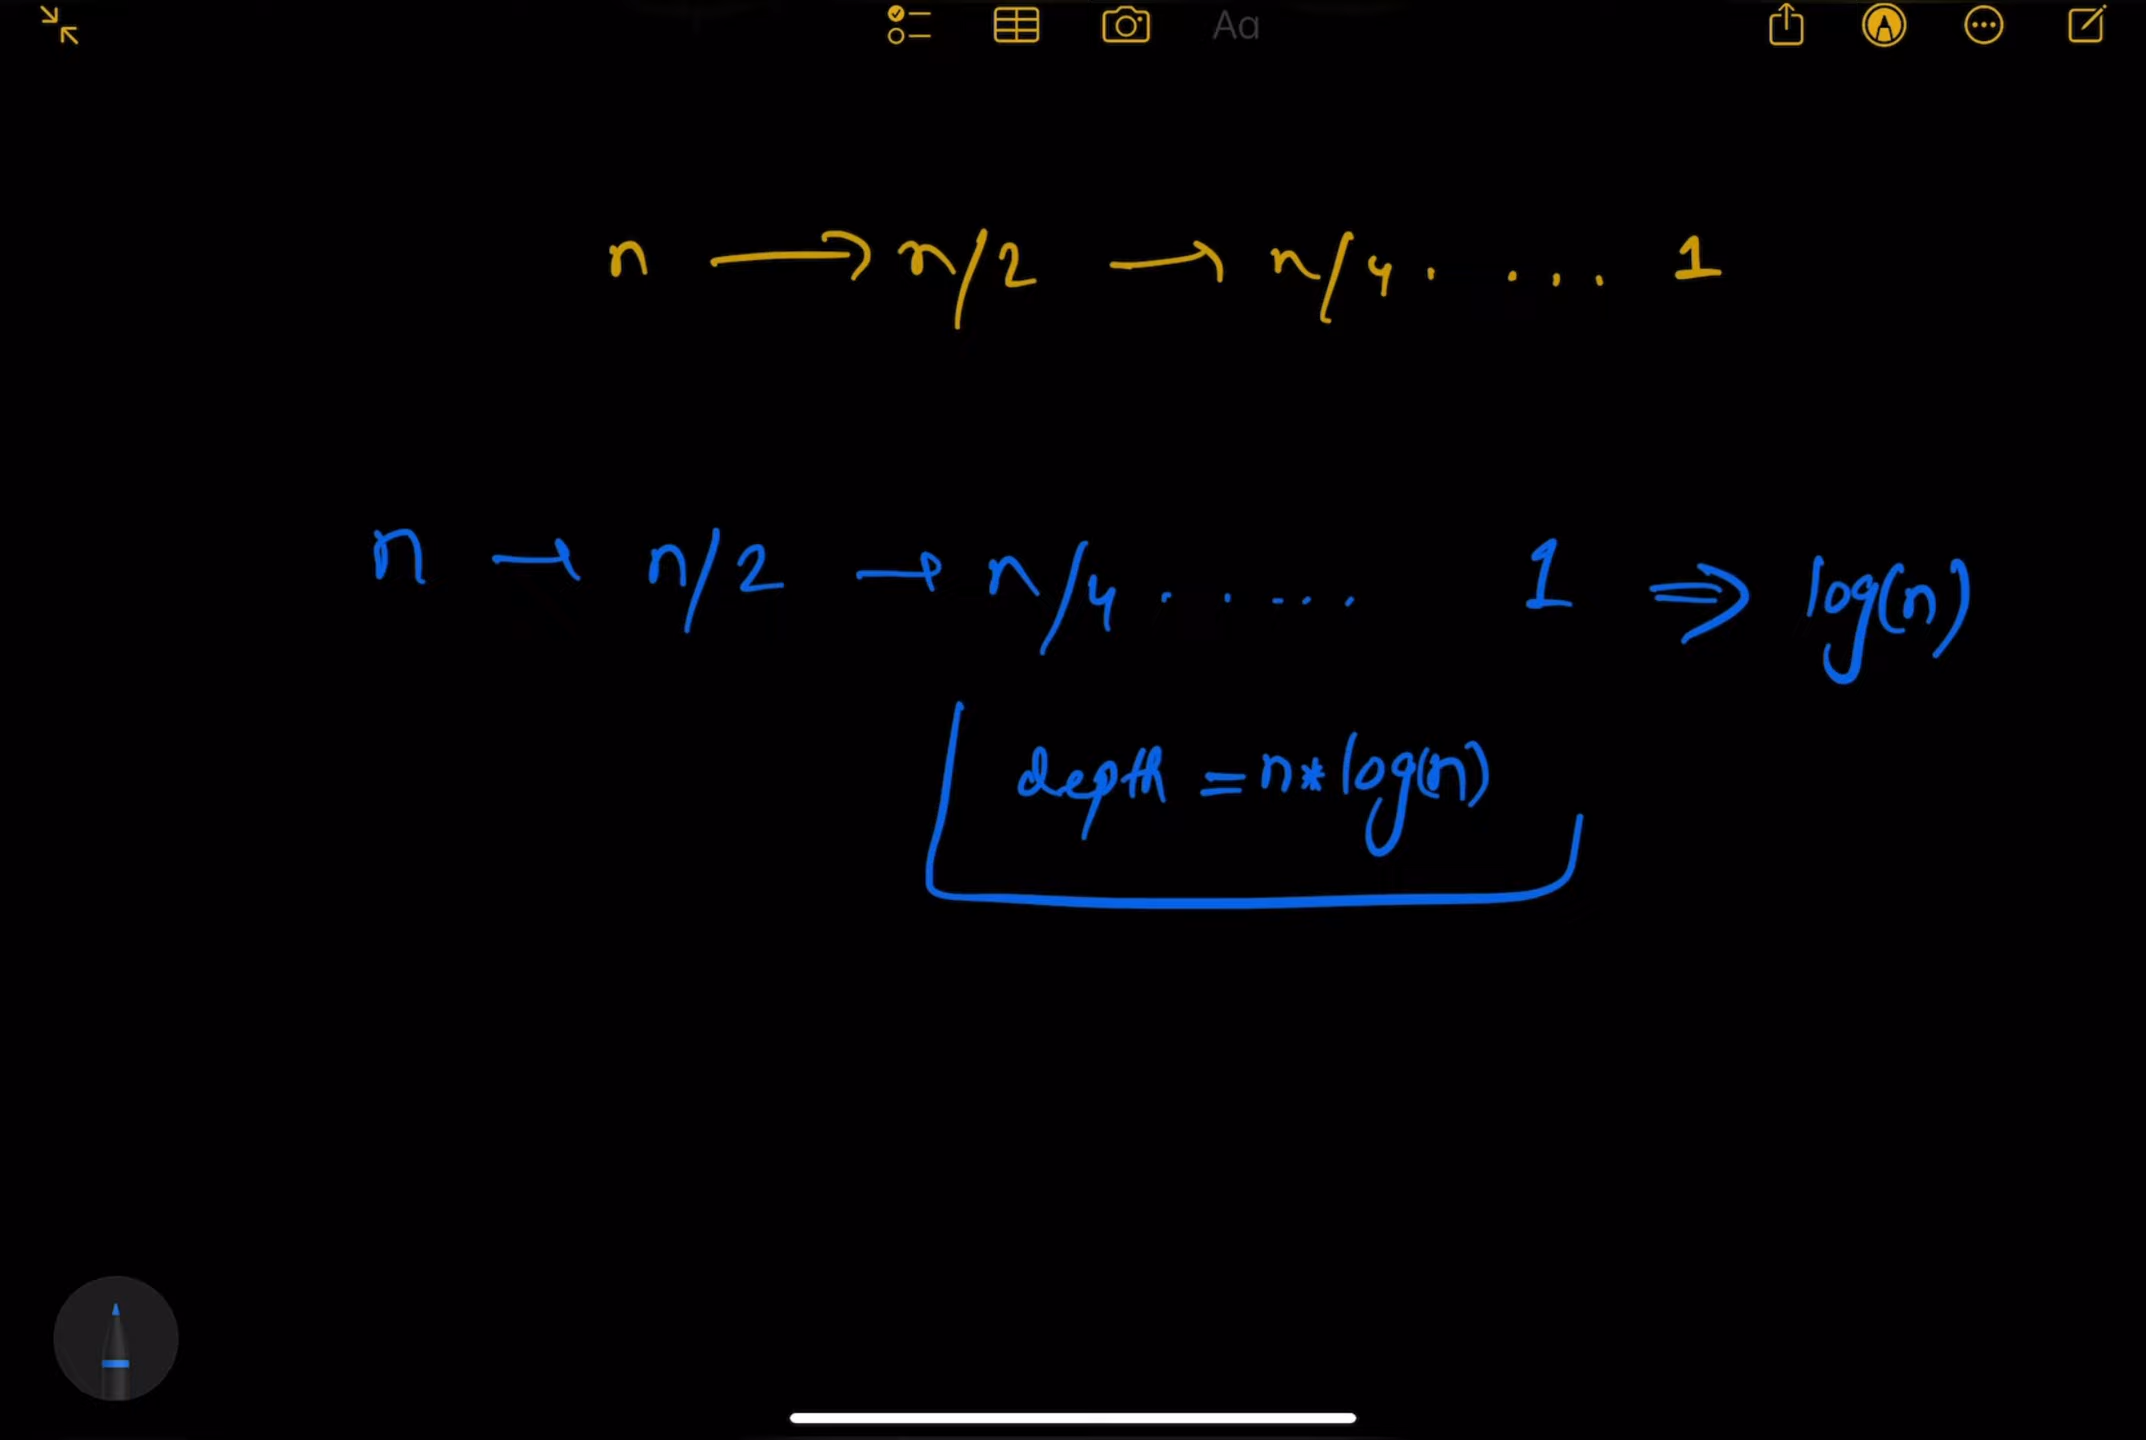 Aa
n → n/2 → n/4 . . . . 1
n → n/2 → n/4 . . . . . 1 ⇒ log(n)
depth = n * log(n)